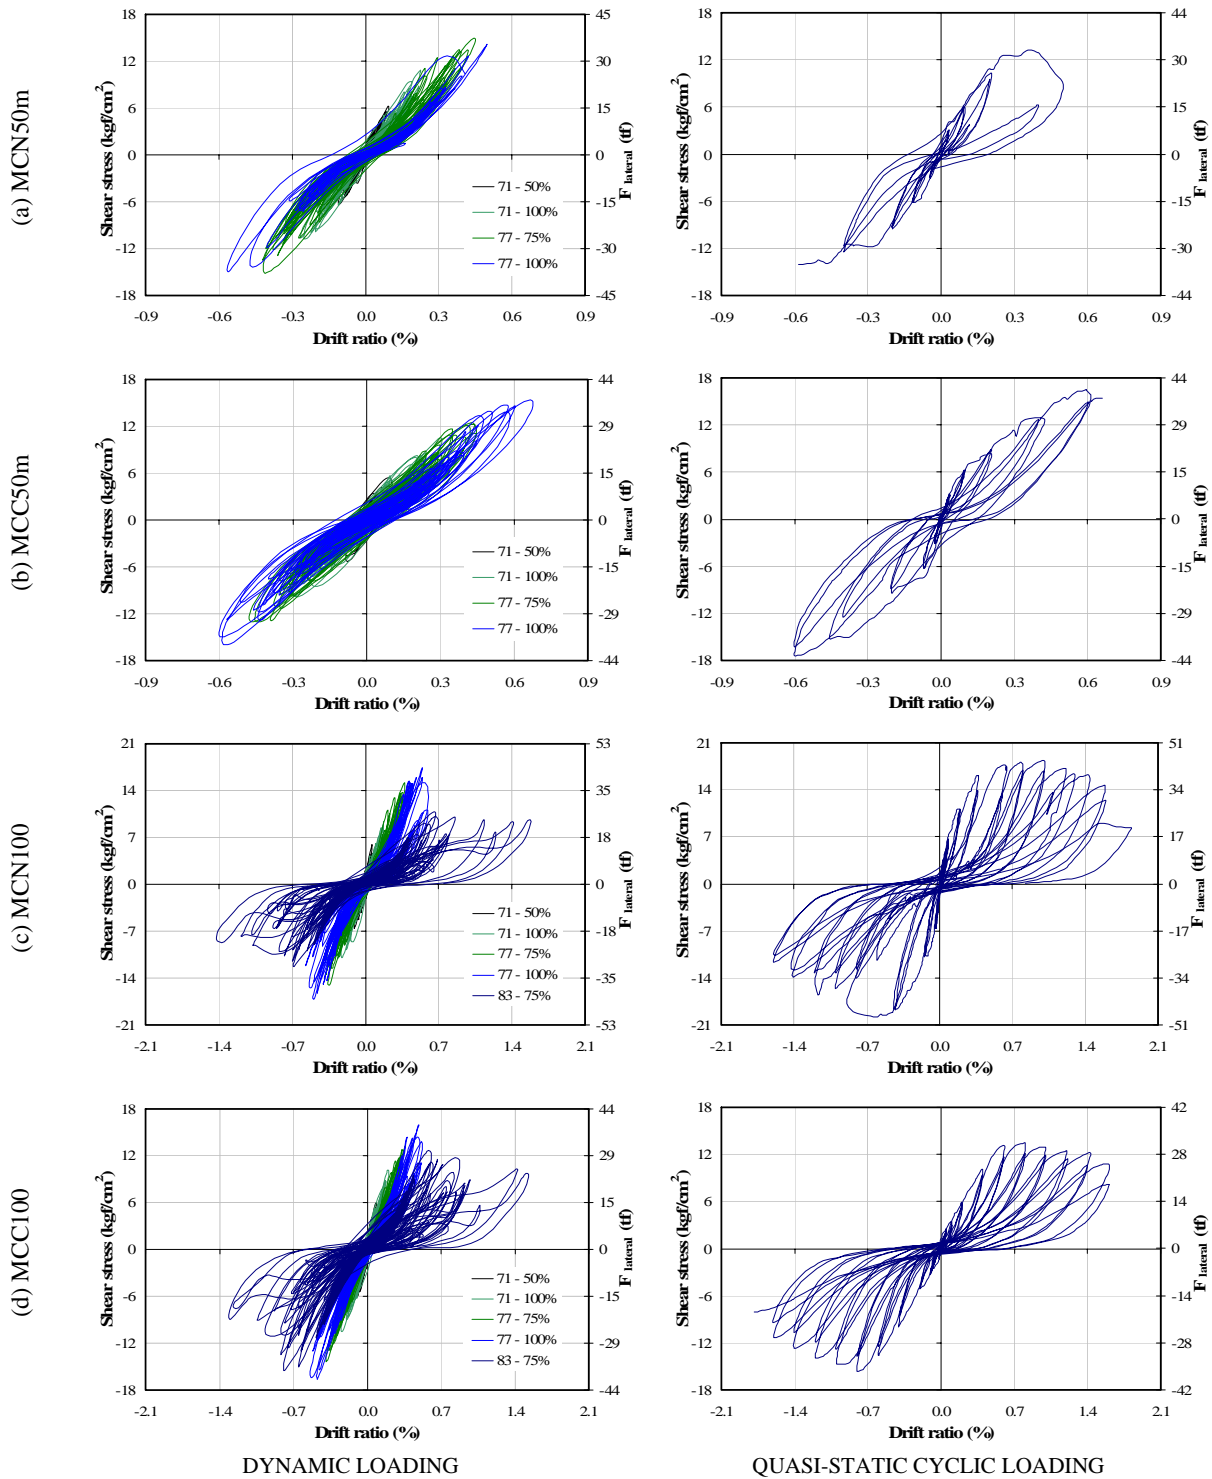 (a) MCN50m
Shear stress (kgf/cm2)
18
12
6
0
-6
-12
-18
-0.9 -0.6 -0.3 0.0 0.3 0.6 0.9
Drift ratio (%)
45
30
15
0
-15
-30
-45
F lateral (tf)
71 - 50%
71 - 100%
77 - 75%
77 - 100%
Shear stress (kgf/cm2)
18
12
6
0
-6
-12
-18
-0.9 -0.6 -0.3 0.0 0.3 0.6 0.9
Drift ratio (%)
44
30
15
0
-15
-30
-44
F lateral (tf)
(b) MCC50m
Shear stress (kgf/cm2)
18
12
6
0
-6
-12
-18
-0.9 -0.6 -0.3 0.0 0.3 0.6 0.9
Drift ratio (%)
44
29
15
0
-15
-29
-44
F lateral (tf)
71 - 50%
71 - 100%
77 - 75%
77 - 100%
Shear stress (kgf/cm2)
18
12
6
0
-6
-12
-18
-0.9 -0.6 -0.3 0.0 0.3 0.6 0.9
Drift ratio (%)
44
29
15
0
-15
-29
-44
F lateral (tf)
(c) MCN100
Shear stress (kgf/cm2)
21
14
7
0
-7
-14
-21
-2.1 -1.4 -0.7 0.0 0.7 1.4 2.1
Drift ratio (%)
53
35
18
0
-18
-35
-53
F lateral (tf)
71 - 50%
71 - 100%
77 - 75%
77 - 100%
83 - 75%
Shear stress (kgf/cm2)
21
14
7
0
-7
-14
-21
-2.1 -1.4 -0.7 0.0 0.7 1.4 2.1
Drift ratio (%)
51
34
17
0
-17
-34
-51
F lateral (tf)
(d) MCC100
Shear stress (kgf/cm2)
18
12
6
0
-6
-12
-18
-2.1 -1.4 -0.7 0.0 0.7 1.4 2.1
Drift ratio (%)
44
29
15
0
-15
-29
-44
F lateral (tf)
71 - 50%
71 - 100%
77 - 75%
77 - 100%
83 - 75%
Shear stress (kgf/cm2)
18
12
6
0
-6
-12
-18
-2.1 -1.4 -0.7 0.0 0.7 1.4 2.1
Drift ratio (%)
42
28
14
0
-14
-28
-42
F lateral (tf)
DYNAMIC LOADING
QUASI-STATIC CYCLIC LOADING